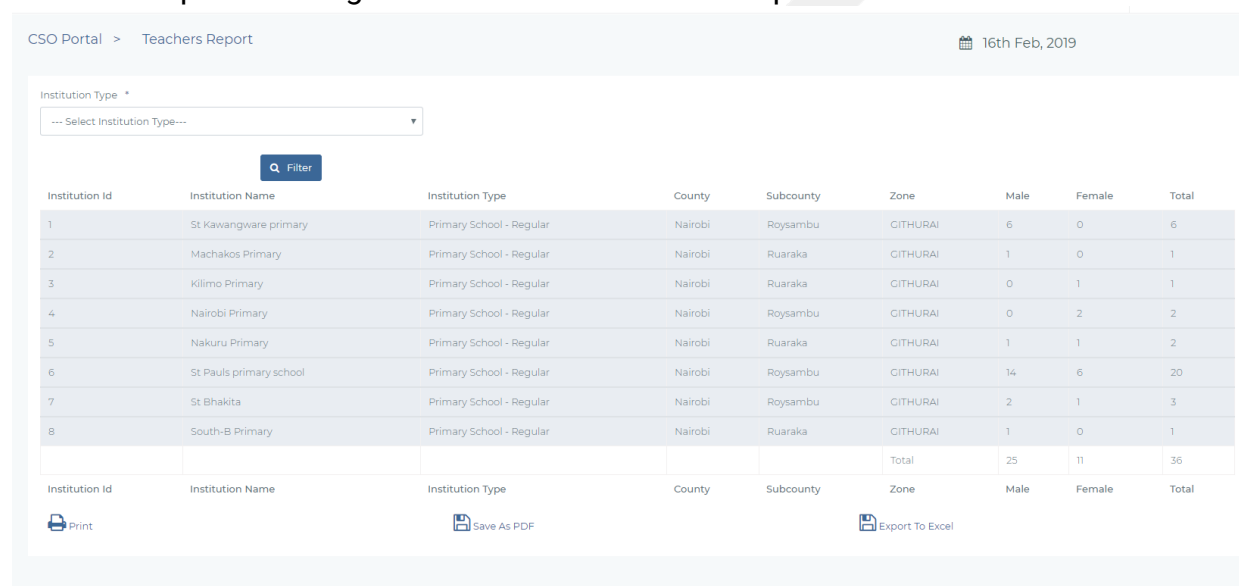 CSO Portal > Teachers Report 16th Feb, 2019
Institution Type *
--- Select Institution Type---
Filter
Institution Id Institution Name Institution Type County Subcounty Zone Male Female Total
1 St Kawangware primary Primary School - Regular Nairobi Roysambu GITHURAI 6 0 6
2 Machakos Primary Primary School - Regular Nairobi Ruaraka GITHURAI 1 0 1
3 Kilimo Primary Primary School - Regular Nairobi Ruaraka GITHURAI 0 1 1
4 Nairobi Primary Primary School - Regular Nairobi Roysambu GITHURAI 0 2 2
5 Nakuru Primary Primary School - Regular Nairobi Ruaraka GITHURAI 1 1 2
6 St Pauls primary school Primary School - Regular Nairobi Roysambu GITHURAI 14 6 20
7 St Bhakita Primary School - Regular Nairobi Roysambu GITHURAI 2 1 3
8 South-B Primary Primary School - Regular Nairobi Ruaraka GITHURAI 1 0 1
Total 25 11 36
Institution Id Institution Name Institution Type County Subcounty Zone Male Female Total
Print Save As PDF Export To Excel